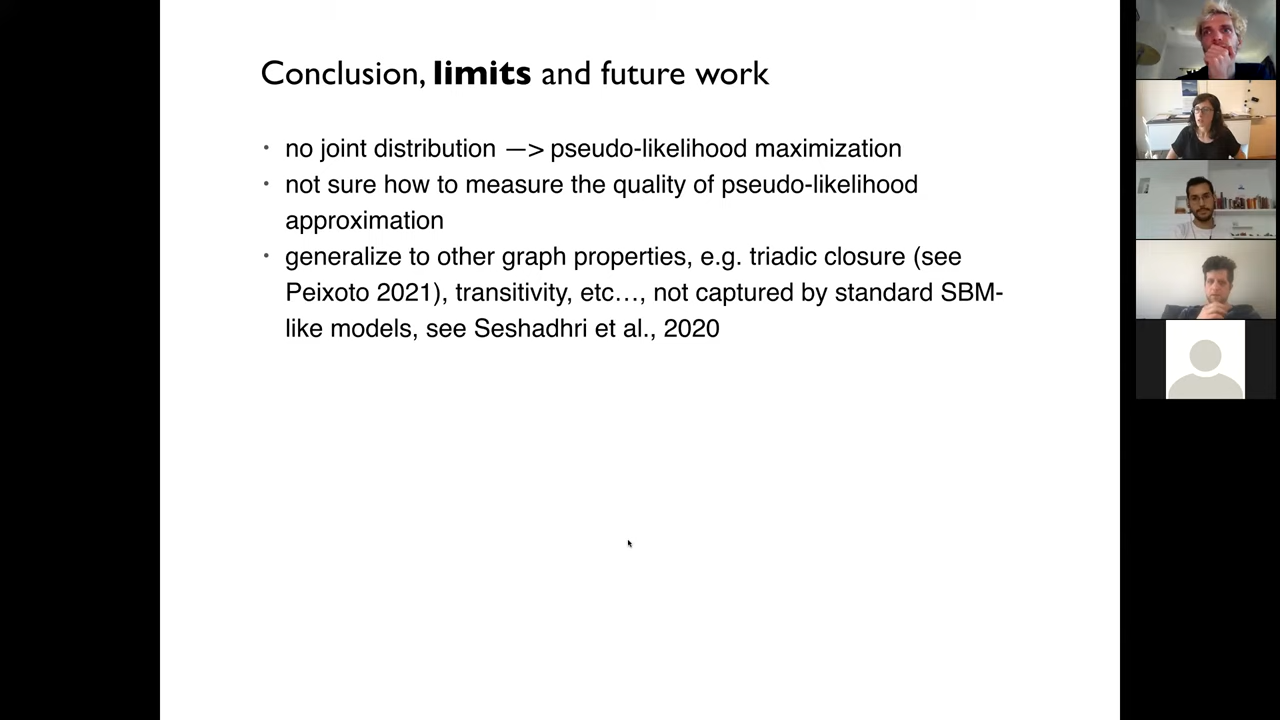 Conclusion, limits and future work
• no joint distribution —> pseudo-likelihood maximization
• not sure how to measure the quality of pseudo-likelihood
approximation
• generalize to other graph properties, e.g. triadic closure (see
Peixoto 2021), transitivity, etc…, not captured by standard SBM-
like models, see Seshadhri et al., 2020